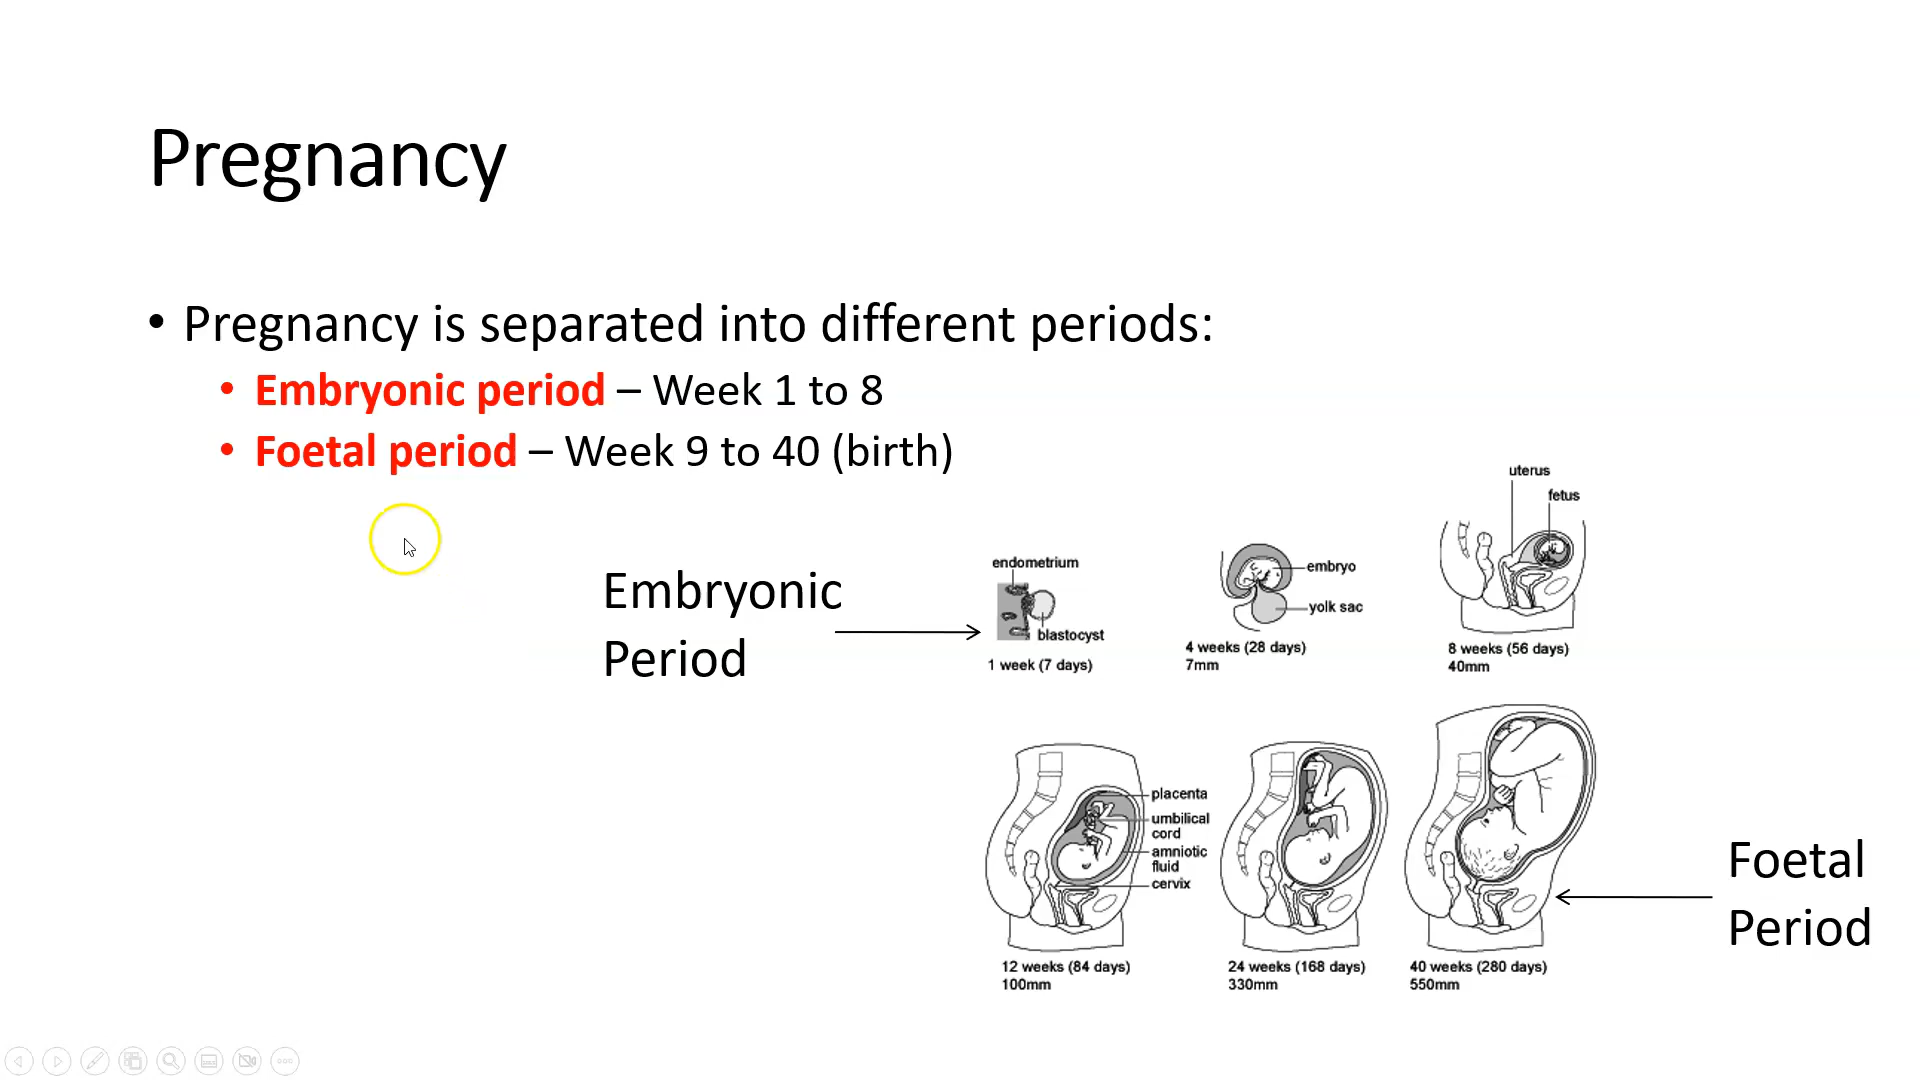 Pregnancy
• Pregnancy is separated into different periods:
• Embryonic period – Week 1 to 8
• Foetal period – Week 9 to 40 (birth)
Embryonic
Period
endometrium
blastocyst
1 week (7 days)
embryo
yolk sac
4 weeks (28 days)
7mm
uterus
fetus
8 weeks (56 days)
40mm
placenta
umbilical
cord
amniotic
fluid
cervix
12 weeks (84 days)
100mm
24 weeks (168 days)
330mm
40 weeks (280 days)
550mm
Foetal
Period